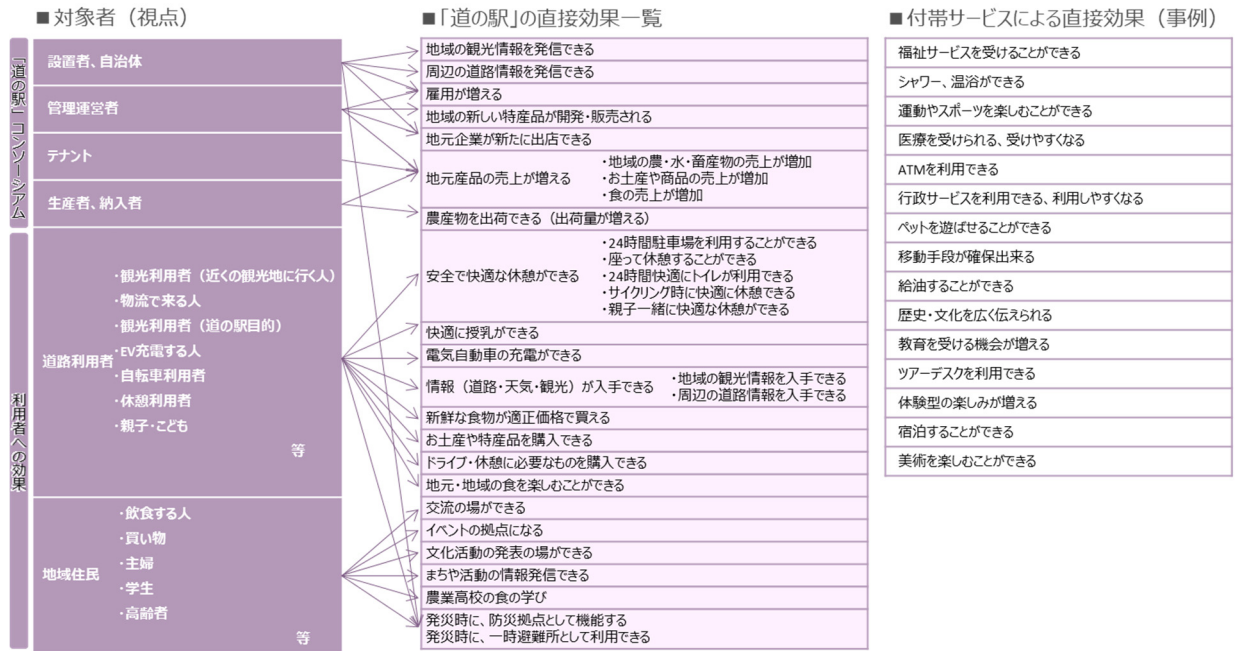 ■対象者（視点）
「道の駅」コンソーシアム
設置者、自治体
管理運営者
テナント
生産者、納入者
利用者への効果
道路利用者
・観光利用者（近くの観光地に行く人）
・物流で来る人
・観光利用者（道の駅目的）
・EV充電する人
・自転車利用者
・休憩利用者
・親子・こども
等
地域住民
・飲食する人
・買い物
・主婦
・学生
・高齢者
等
■「道の駅」の直接効果一覧
地域の観光情報を発信できる
周辺の道路情報を発信できる
雇用が増える
地域の新しい特産品が開発・販売される
地元企業が新たに出店できる
地元産品の売上が増える
・地域の農・水・畜産物の売上が増加
・お土産や商品の売上が増加
・食の売上が増加
農産物を出荷できる（出荷量が増える）
安全で快適な休憩ができる
・24時間駐車場を利用することができる
・座って休憩することができる
・24時間快適にトイレが利用できる
・サイクリング時に快適に休憩できる
・親子一緒に快適な休憩ができる
快適に授乳ができる
電気自動車の充電ができる
情報（道路・天気・観光）が入手できる
・地域の観光情報を入手できる
・周辺の道路情報を入手できる
新鮮な食物が適正価格で買える
お土産や特産品を購入できる
ドライブ・休憩に必要なものを購入できる
地元・地域の食を楽しむことができる
交流の場ができる
イベントの拠点になる
文化活動の発表の場ができる
まちや活動の情報発信できる
農業高校の食の学び
発災時に、防災拠点として機能する
発災時に、一時避難所として利用できる
■付帯サービスによる直接効果（事例）
福祉サービスを受けることができる
シャワー、温浴ができる
運動やスポーツを楽しむことができる
医療を受けられる、受けやすくなる
ATMを利用できる
行政サービスを利用できる、利用しやすくなる
ペットを遊ばせることができる
移動手段が確保出来る
給油することができる
歴史・文化を広く伝えられる
教育を受ける機会が増える
ツアーデスクを利用できる
体験型の楽しみが増える
宿泊することができる
美術を楽しむことができる